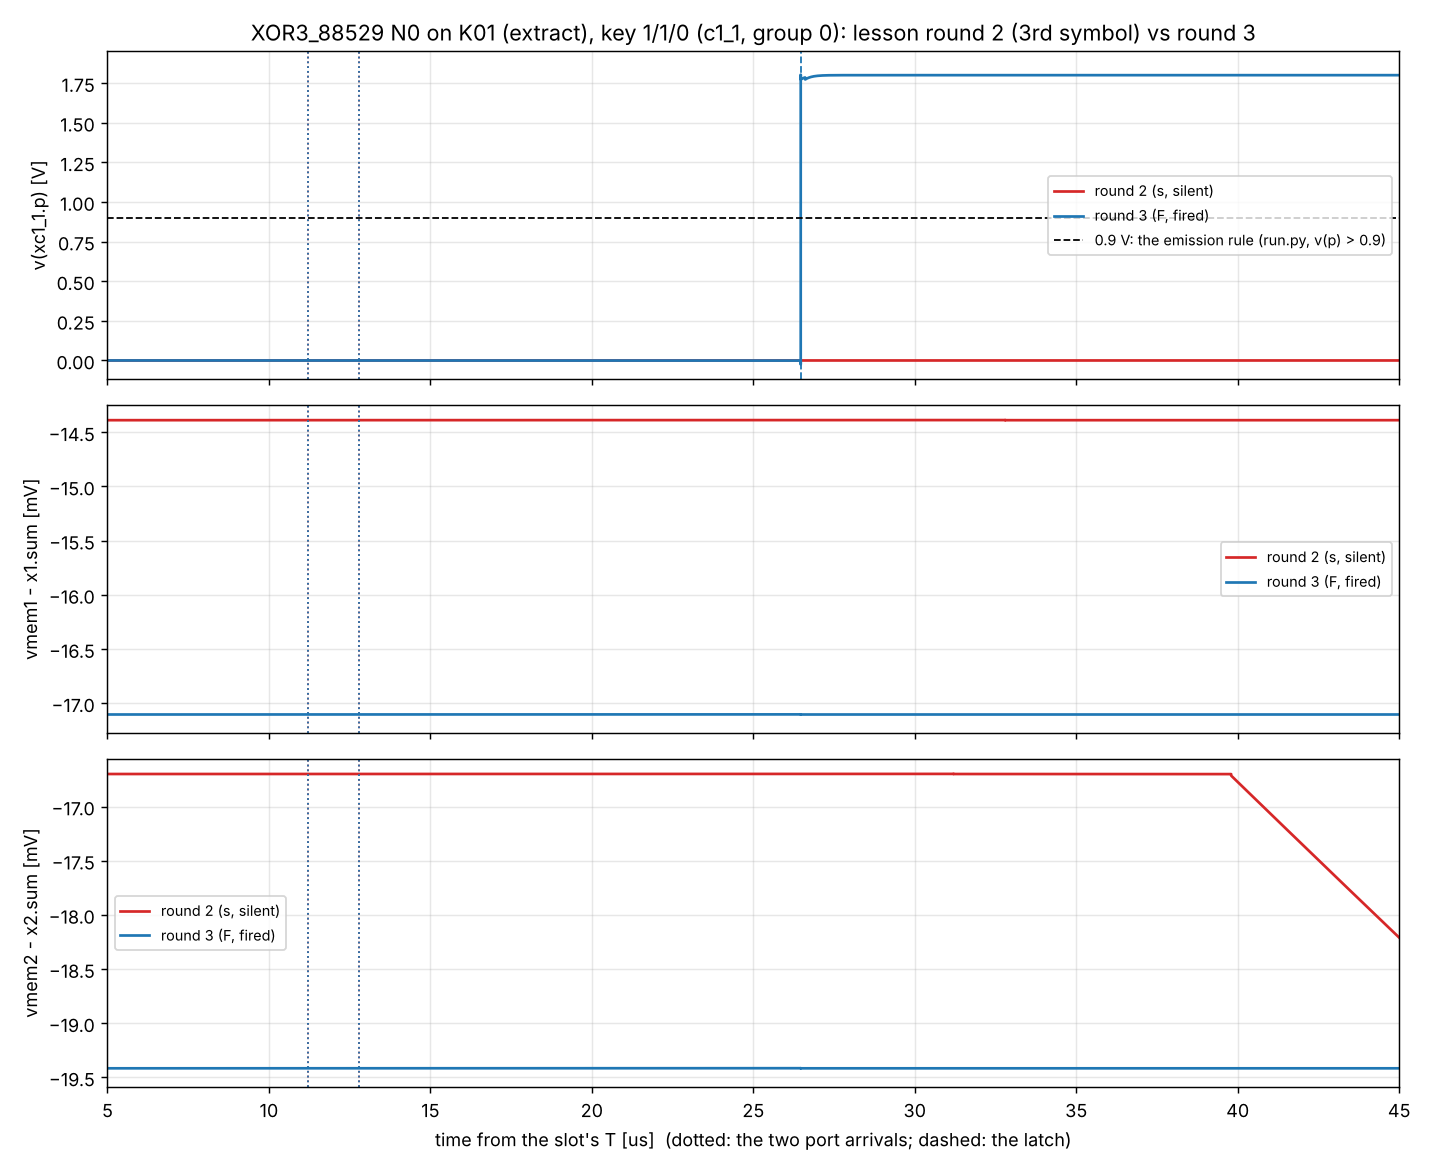 XOR3_88529 N0 on K01 (extract), key 1/1/0 (c1_1, group 0): lesson round 2 (3rd symbol) vs round 3
v(xc1_1.p) [V]
1.75
1.50
1.25
1.00
0.75
0.50
0.25
0.00
round 2 (s, silent)
round 3 (F, fired)
0.9 V: the emission rule (run.py, v(p) > 0.9)
vmem1 - x1.sum [mV]
−14.5
−15.0
−15.5
−16.0
−16.5
−17.0
round 2 (s, silent)
round 3 (F, fired)
vmem2 - x2.sum [mV]
−17.0
−17.5
−18.0
−18.5
−19.0
−19.5
round 2 (s, silent)
round 3 (F, fired)
5 10 15 20 25 30 35 40 45
time from the slot's T [us]  (dotted: the two port arrivals; dashed: the latch)